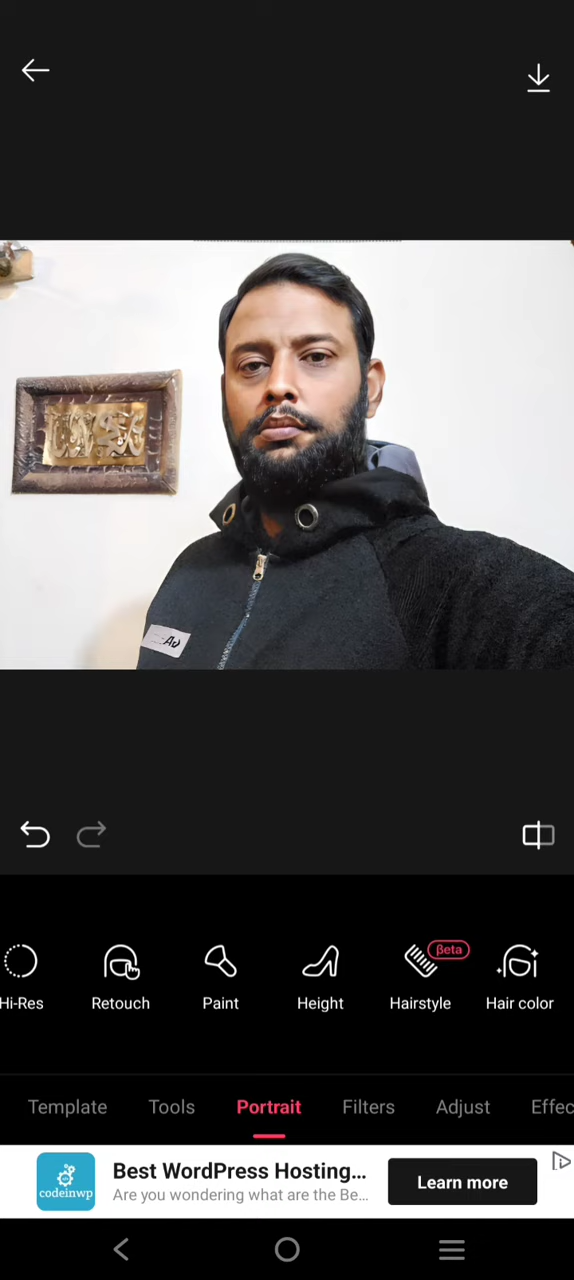 AJ
Hi-Res
Retouch
Paint
Height
Beta
Hairstyle
Hair color
Template
Tools
Portrait
Filters
Adjust
Effec
codeinwp
Best WordPress Hosting...
Are you wondering what are the Be...
Learn more